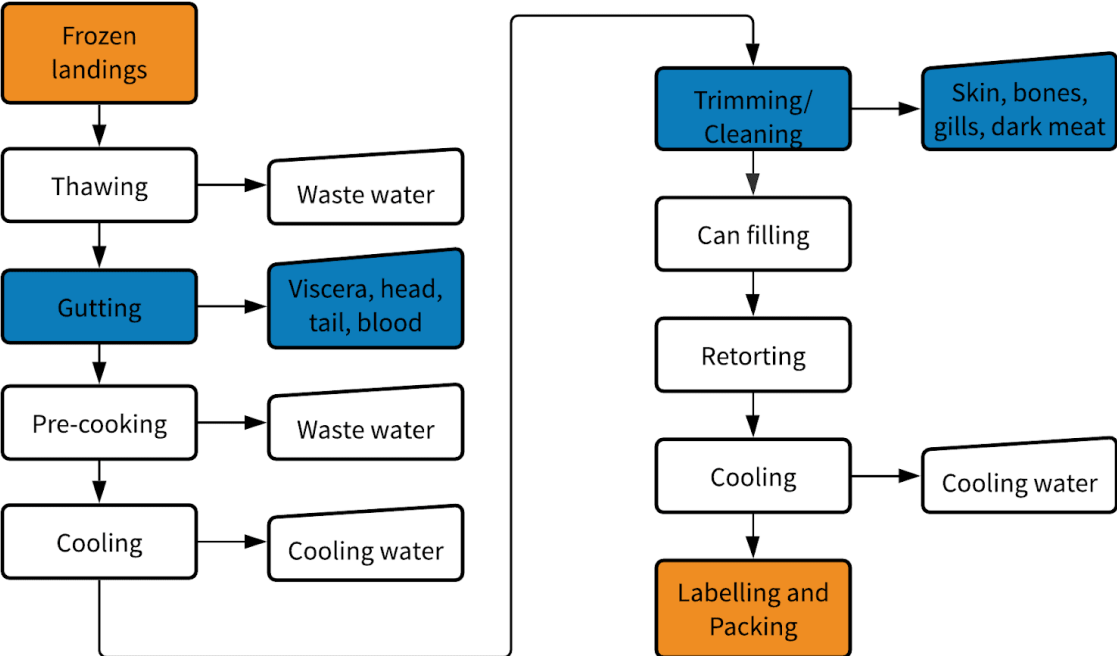 Frozen
landings
Thawing
Waste water
Gutting
Viscera, head,
tail, blood
Pre-cooking
Waste water
Cooling
Cooling water
Trimming/
Cleaning
Skin, bones,
gills, dark meat
Can filling
Retorting
Cooling
Cooling water
Labelling and
Packing